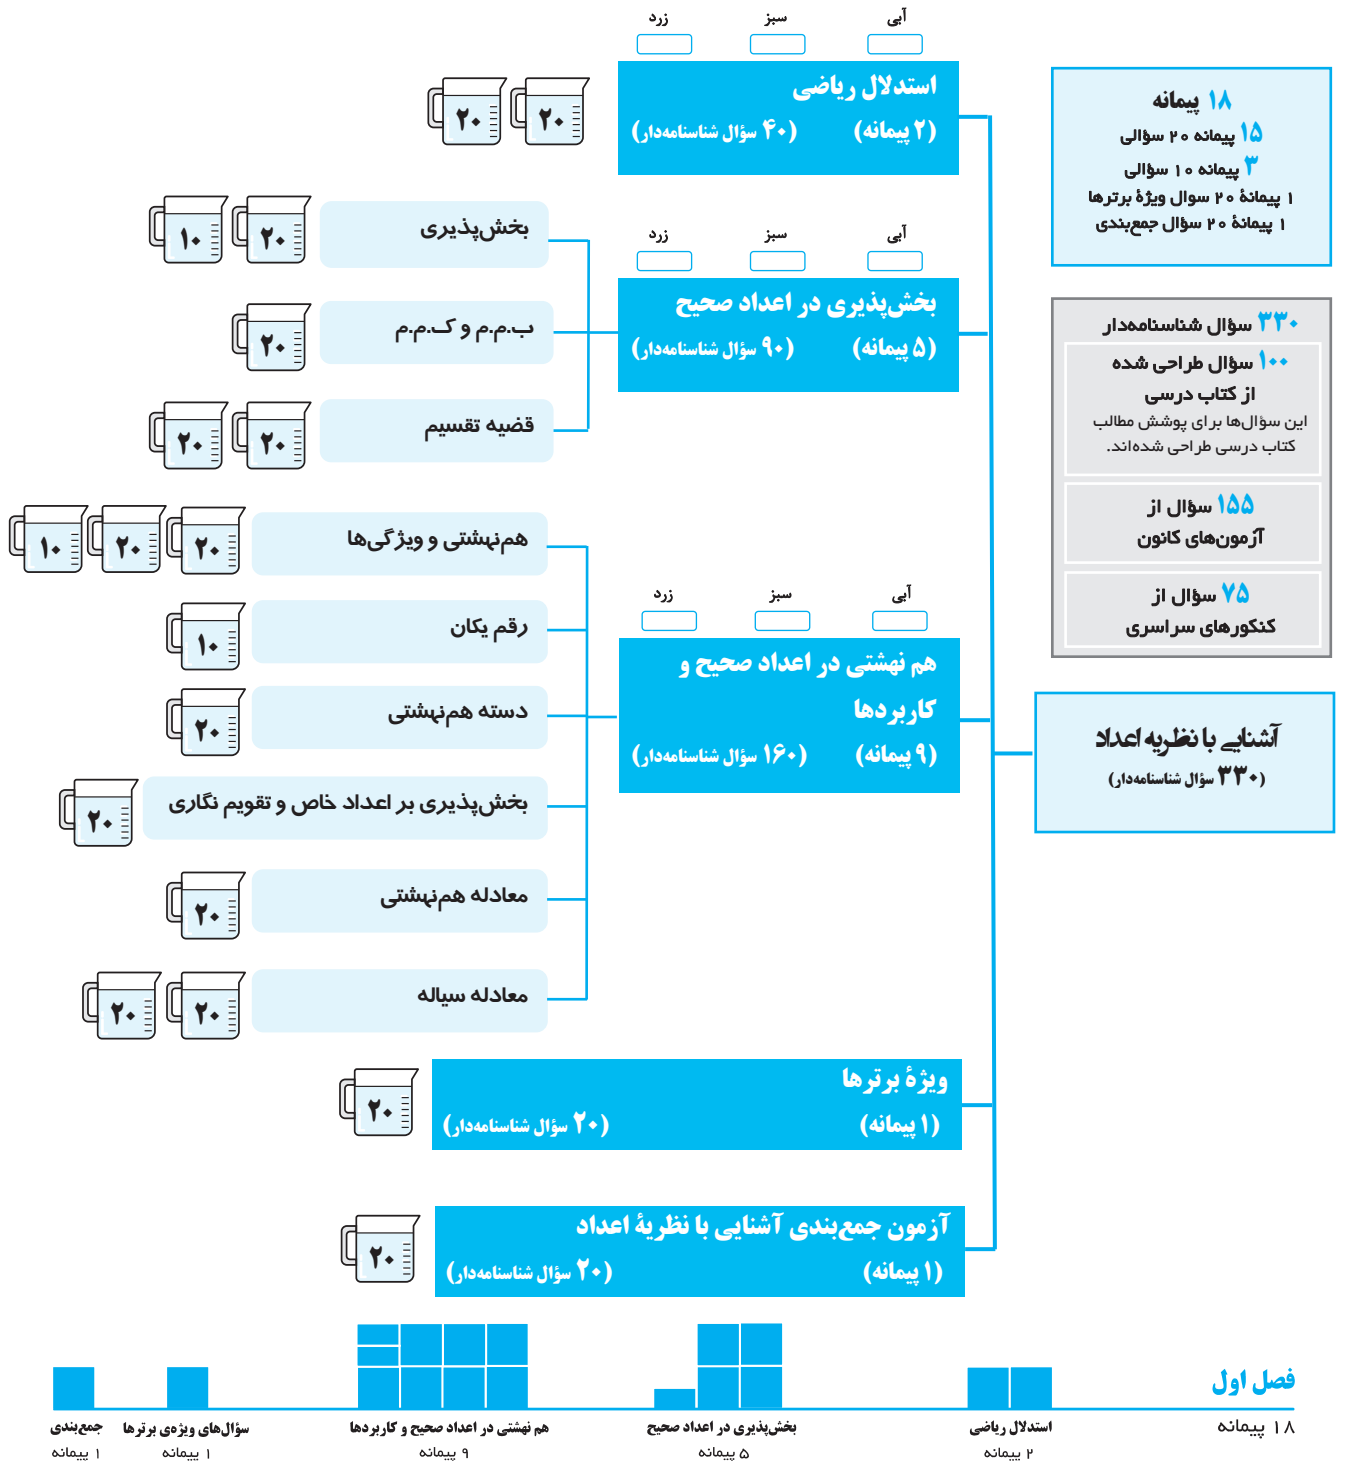 ۱۸ پیمانه
۱۵ پیمانه ۲۰ سؤالی
۳ پیمانه ۱۰ سؤالی
۱ پیمانهٔ ۲۰ سوال ویژهٔ برترها
۱ پیمانهٔ ۲۰ سؤال جمع‌بندی
۳۳۰ سؤال شناسنامه‌دار
۱۰۰ سؤال طراحی شده
از کتاب درسی
این سؤال‌ها برای پوشش مطالب
کتاب درسی طراحی شده‌اند.
۱۵۵ سؤال از
آزمون‌های کانون
۷۵ سؤال از
کنکورهای سراسری
آشنایی با نظریه اعداد
(۳۳۰ سؤال شناسنامه‌دار)
آبی سبز زرد
استدلال ریاضی
(۲ پیمانه) (۴۰ سؤال شناسنامه‌دار)
۲۰ ۲۰
آبی سبز زرد
بخش‌پذیری در اعداد صحیح
(۵ پیمانه) (۹۰ سؤال شناسنامه‌دار)
بخش‌پذیری
۲۰ ۱۰
ب.م.م و ک.م.م
۲۰
قضیه تقسیم
۲۰ ۲۰
آبی سبز زرد
هم نهشتی در اعداد صحیح و
کاربردها
(۹ پیمانه) (۱۶۰ سؤال شناسنامه‌دار)
هم‌نهشتی و ویژگی‌ها
۲۰ ۲۰ ۱۰
رقم یکان
۱۰
دسته هم‌نهشتی
۲۰
بخش‌پذیری بر اعداد خاص و تقویم نگاری
۲۰
معادله هم‌نهشتی
۲۰
معادله سیاله
۲۰ ۲۰
ویژهٔ برترها
(۱ پیمانه) (۲۰ سؤال شناسنامه‌دار)
۲۰
آزمون جمع‌بندی آشنایی با نظریهٔ اعداد
(۱ پیمانه) (۲۰ سؤال شناسنامه‌دار)
۲۰
فصل اول
۱۸ پیمانه
استدلال ریاضی
۲ پیمانه
بخش‌پذیری در اعداد صحیح
۵ پیمانه
هم نهشتی در اعداد صحیح و کاربردها
۹ پیمانه
سؤال‌های ویژه‌ی برترها
۱ پیمانه
جمع‌بندی
۱ پیمانه